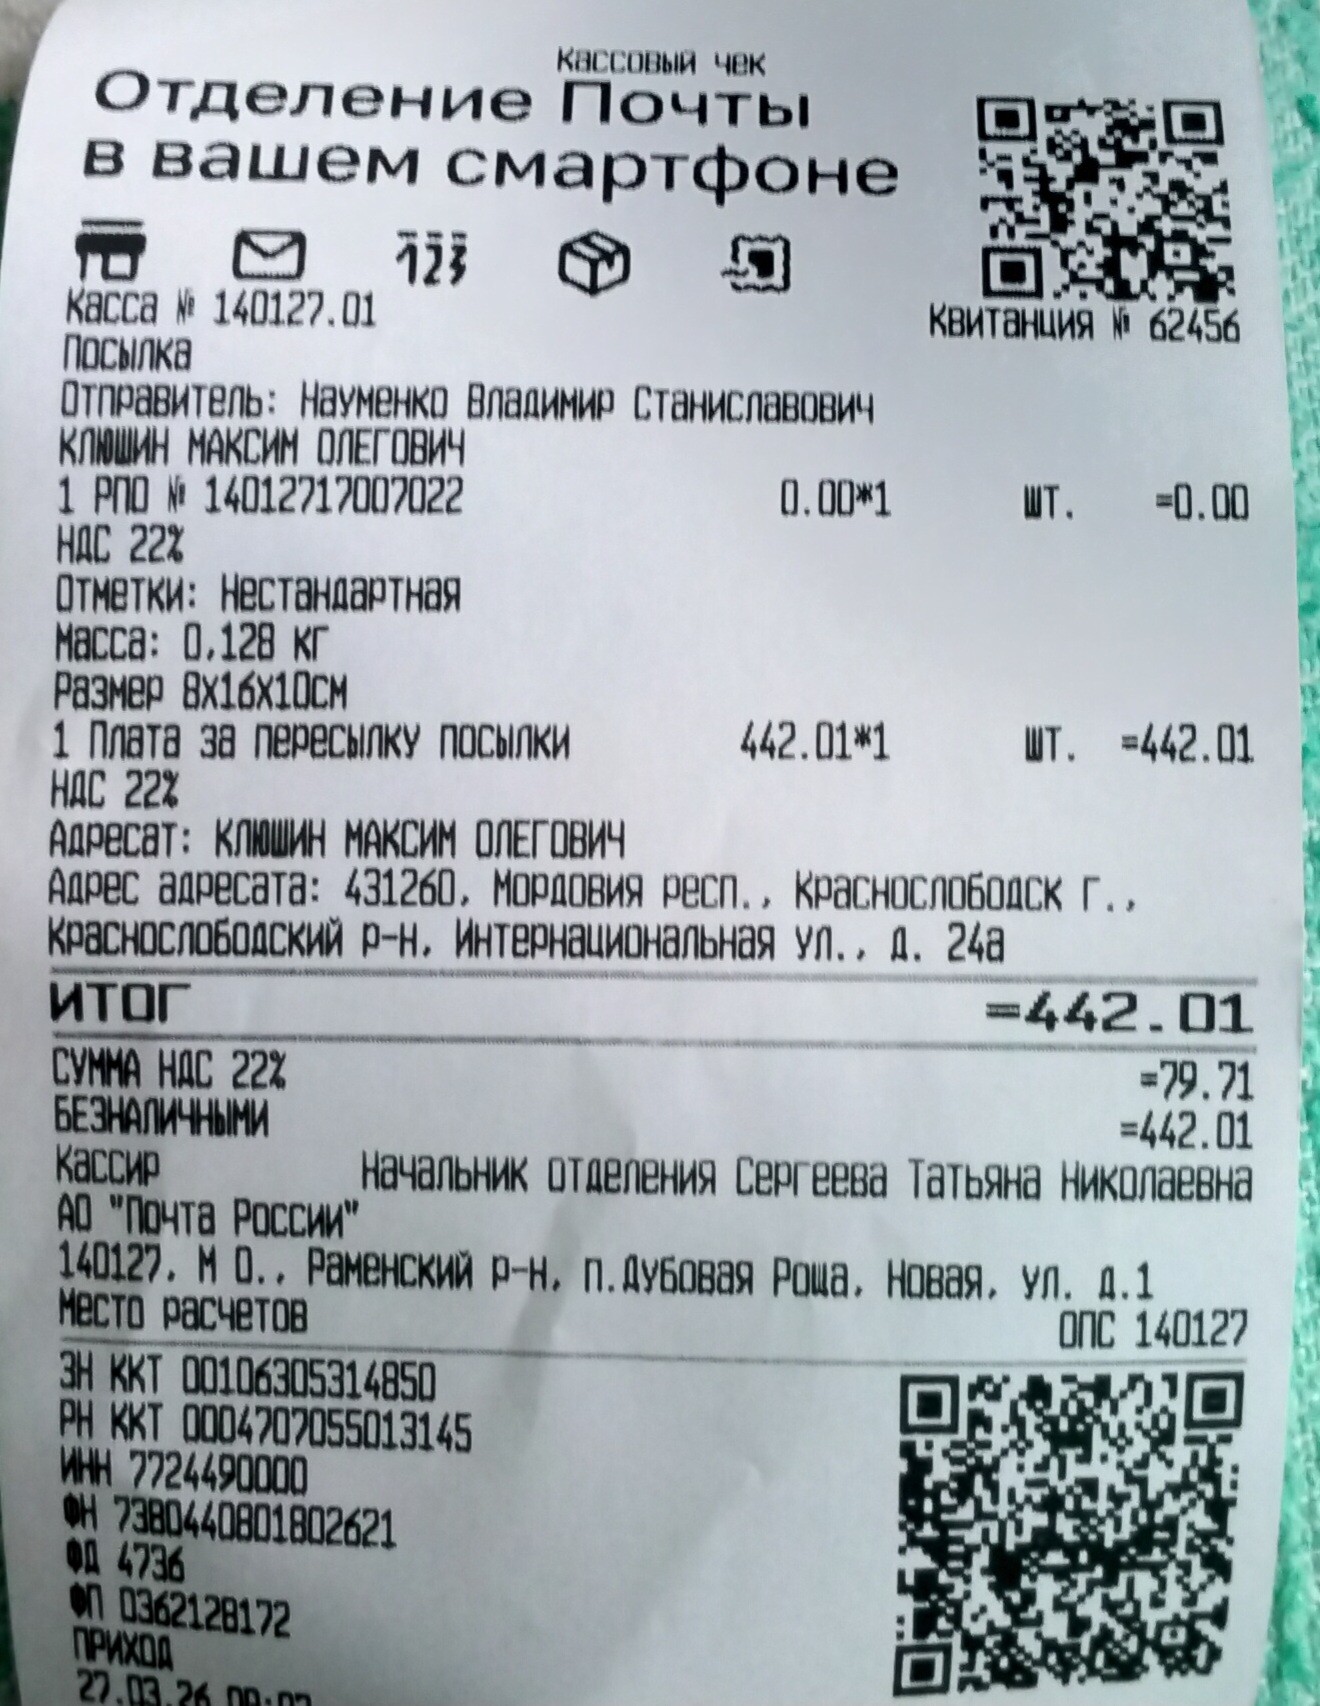 Кассовый чек
Отделение Почты
в вашем смартфоне
123
Касса № 140127.01
Квитанция № 62456
Посылка
Отправитель: Науменко Владимир Станиславович
КЛЮШИН МАКСИМ ОЛЕГОВИЧ
1 РПО № 14012717007022 0.00*1 шт. =0.00
НДС 22%
Отметки: Нестандартная
Масса: 0,128 кг
Размер 8X16X10см
1 Плата за пересылку посылки 442.01*1 шт. =442.01
НДС 22%
Адресат: КЛЮШИН МАКСИМ ОЛЕГОВИЧ
Адрес адресата: 431260, Мордовия респ., Краснослободск г.,
Краснослободский р-н, Интернациональная ул., д. 24а
ИТОГ =442.01
СУММА НДС 22% =79.71
БЕЗНАЛИЧНЫМИ =442.01
Кассир Начальник отделения Сергеева Татьяна Николаевна
АО "Почта России"
140127, М О., Раменский р-н, п.Дубовая Роща, Новая, ул. д.1
Место расчетов ОПС 140127
ЗН ККТ 00106305314850
РН ККТ 0004707055013145
ИНН 7724490000
ФН 7380440801802621
ФД 4736
ФП 0362128172
ПРИХОД
27.03.26